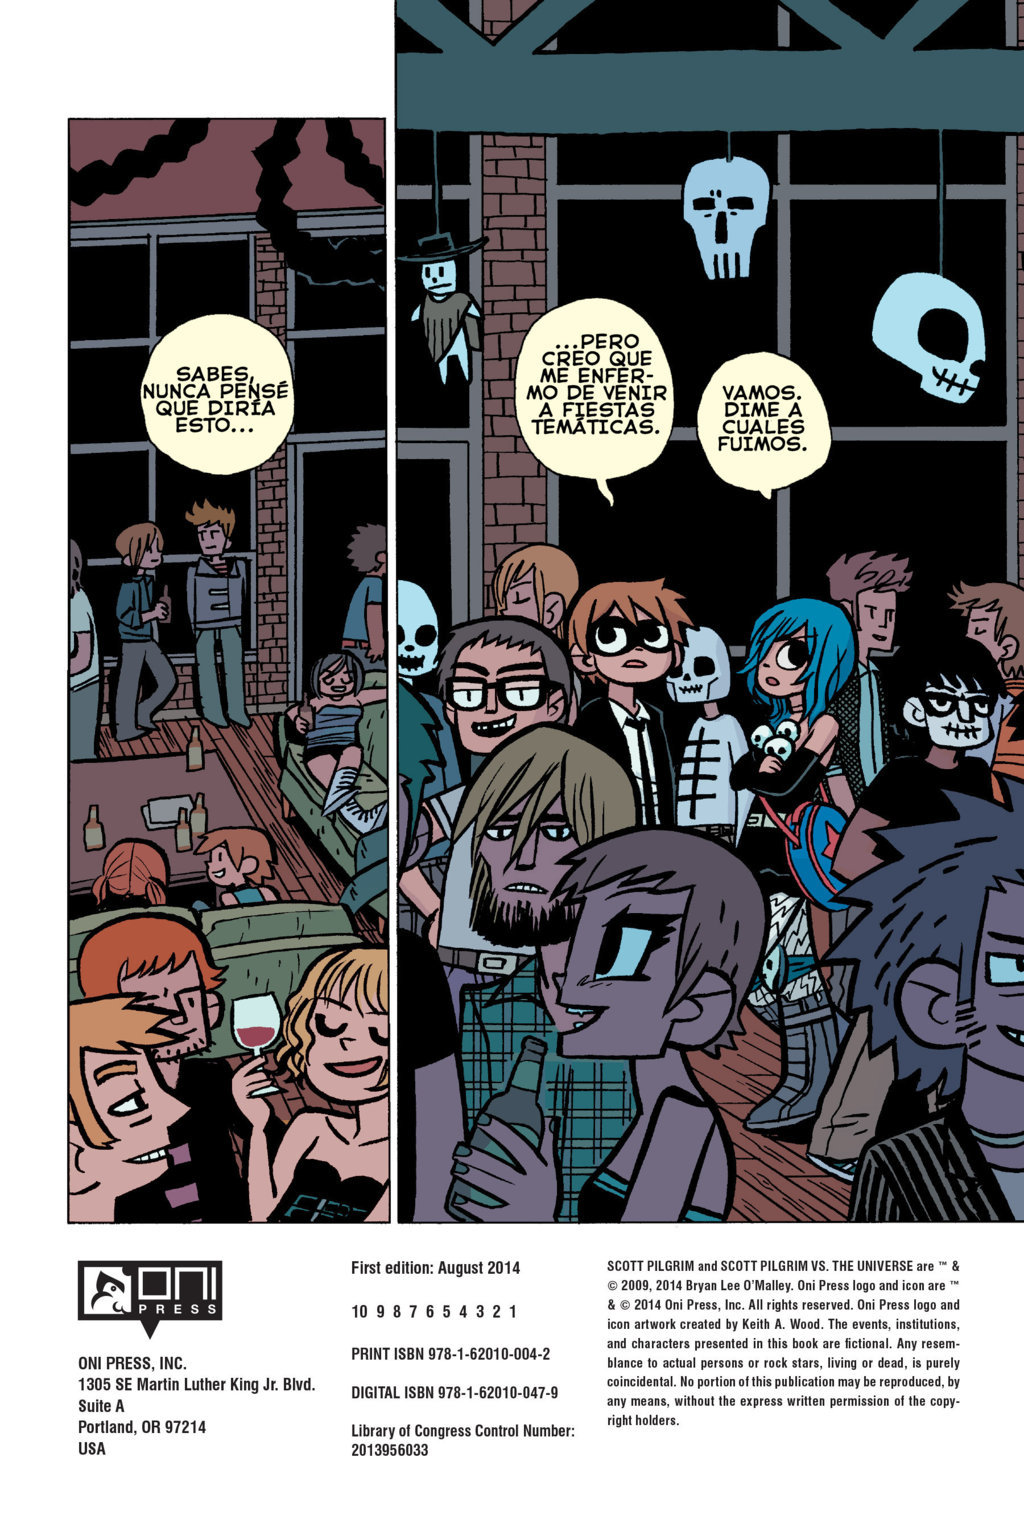 SABES,
NUNCA PENSÉ
QUE DIRÍA
ESTO...
...PERO
CREO QUE
ME ENFER-
MO DE VENIR
A FIESTAS
TEMÁTICAS.
VAMOS.
DIME A
CUALES
FUIMOS.
ONI
PRESS
ONI PRESS, INC.
1305 SE Martin Luther King Jr. Blvd.
Suite A
Portland, OR 97214
USA
First edition: August 2014
10 9 8 7 6 5 4 3 2 1
PRINT ISBN 978-1-62010-004-2
DIGITAL ISBN 978-1-62010-047-9
Library of Congress Control Number:
2013956033
SCOTT PILGRIM and SCOTT PILGRIM VS. THE UNIVERSE are ™ &
© 2009, 2014 Bryan Lee O’Malley. Oni Press logo and icon are ™
& © 2014 Oni Press, Inc. All rights reserved. Oni Press logo and
icon artwork created by Keith A. Wood. The events, institutions,
and characters presented in this book are fictional. Any resem-
blance to actual persons or rock stars, living or dead, is purely
coincidental. No portion of this publication may be reproduced, by
any means, without the express written permission of the copy-
right holders.